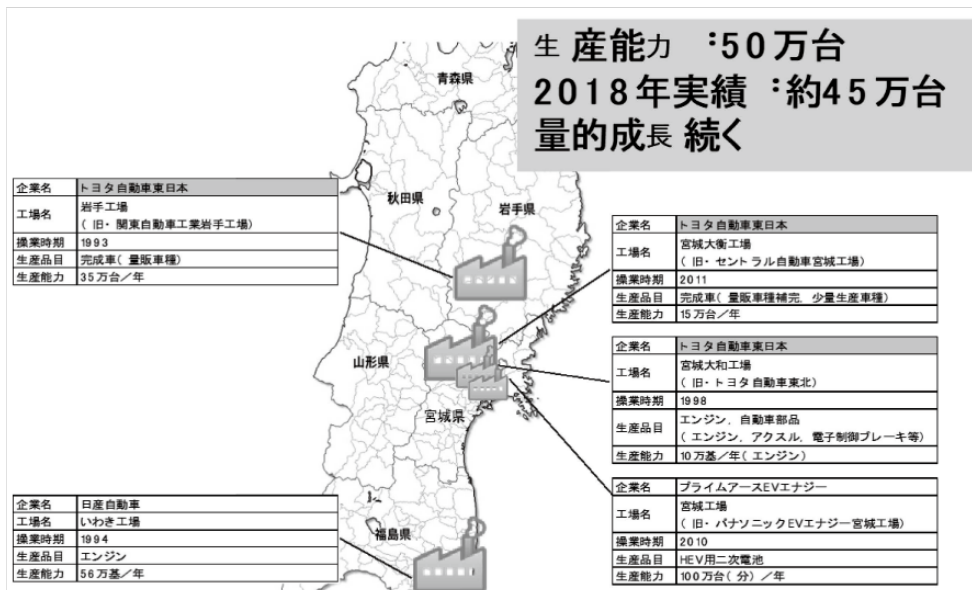 生産能力：50万台
2018年実績：約45万台
量的成長続く
青森県
秋田県
岩手県
山形県
宮城県
福島県
企業名 トヨタ自動車東日本
工場名 岩手工場
（旧・関東自動車工業岩手工場）
操業時期 1993
生産品目 完成車（量販車種）
生産能力 35万台／年
企業名 日産自動車
工場名 いわき工場
操業時期 1994
生産品目 エンジン
生産能力 56万基／年
企業名 トヨタ自動車東日本
工場名 宮城大衡工場
（旧・セントラル自動車宮城工場）
操業時期 2011
生産品目 完成車（量販車種補完，少量生産車種）
生産能力 15万台／年
企業名 トヨタ自動車東日本
工場名 宮城大和工場
（旧・トヨタ自動車東北）
操業時期 1998
生産品目 エンジン，自動車部品
（エンジン，アクスル，電子制御ブレーキ等）
生産能力 10万基／年（エンジン）
企業名 プライムアースEVエナジー
工場名 宮城工場
（旧・パナソニックEVエナジー宮城工場）
操業時期 2010
生産品目 HEV用二次電池
生産能力 100万台（分）／年